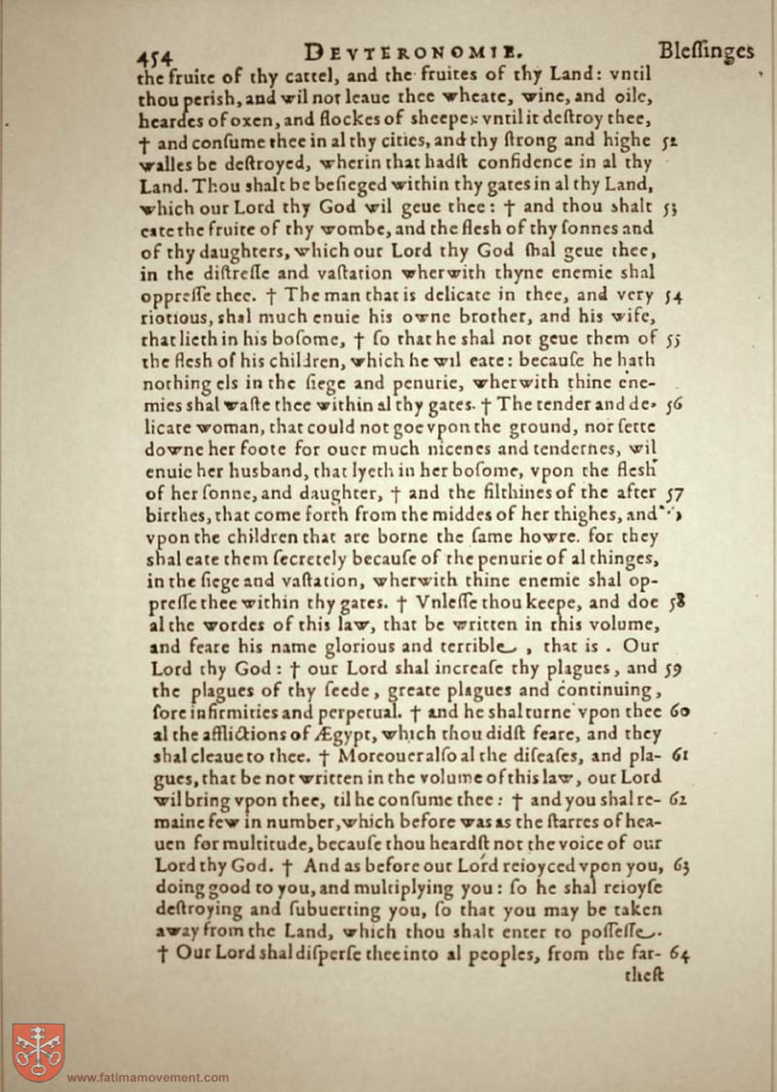 454 DEVTERONOMIE. Bleſſinges
the fruite of thy cattel, and the fruites of thy Land: vntil
thou perish, and wil not leaue thee wheate, wine, and oile,
heardes of oxen, and flockes of sheepe: vntil it deſtroy thee,
† and conſume thee in al thy cities, and thy ſtrong and highe 52
walles be deſtroyed, wherin that hadſt confidence in al thy
Land. Thou shalt be beſieged within thy gates in al thy Land,
which our Lord thy God wil geue thee: † and thou shalt 53
eate the fruite of thy wombe, and the flesh of thy ſonnes and
of thy daughters, which our Lord thy God ſhal geue thee,
in the diſtreſſe and vaſtation wherwith thyne enemie shal
oppreſſe thee. † The man that is delicate in thee, and very 54
riotious, shal much enuie his owne brother, and his wife,
that lieth in his boſome, † ſo that he shal not geue them of 55
the flesh of his children, which he wil eate: becauſe he hath
nothing els in the ſiege and penurie, wherwith thine ene-
mies shal waſte thee within al thy gates. † The tender and de- 56
licate woman, that could not goe vpon the ground, nor ſette
downe her foote for ouer much nicenes and tendernes, wil
enuie her husband, that lyeth in her boſome, vpon the flesh
of her ſonne, and daughter, † and the filthines of the after 57
birthes, that come forth from the middes of her thighes, and
vpon the children that are borne the ſame howre. for they
shal eate them ſecretely becauſe of the penurie of al thinges,
in the ſiege and vaſtation, wherwith thine enemie shal op-
preſſe thee within thy gates. † Vnleſſe thou keepe, and doe 58
al the wordes of this law, that be written in this volume,
and feare his name glorious and terrible, that is. Our
Lord thy God: † our Lord shal increaſe thy plagues, and 59
the plagues of thy ſeede, greate plagues and continuing,
ſore infirmities and perpetual. † and he shal turne vpon thee 60
al the afflictions of Ægypt, which thou didſt feare, and they
shal cleaue to thee. † Moreouer alſo al the diſeaſes, and pla- 61
gues, that be not written in the volume of this law, our Lord
wil bring vpon thee, til he conſume thee: † and you shal re- 62
maine few in number, which before was as the ſtarres of hea-
uen for multitude, becauſe thou heardſt not the voice of our
Lord thy God. † And as before our Lord reioyced vpon you, 63
doing good to you, and multiplying you: ſo he shal reioyſe
deſtroying and ſubuerting you, ſo that you may be taken
away from the Land, which thou shalt enter to poſſeſſe.
† Our Lord shal diſperſe thee into al peoples, from the far- 64
theſt
www.fatimamovement.com